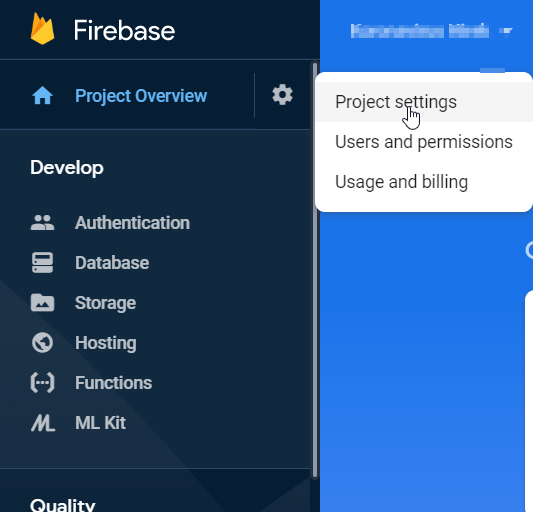 Firebase
Project Overview
Project settings
Users and permissions
Usage and billing
Develop
Authentication
Database
Storage
Hosting
Functions
ML Kit
Quality